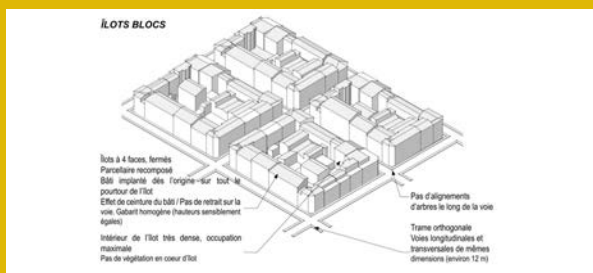 ÎLOTS BLOCS
Îlots à 4 faces, fermés
Parcellaire recomposé
Bâti implanté dès l'origine sur tout le
pourtour de l'îlot
Effet de ceinture du bâti / Pas de retrait sur la
voie. Gabarit homogène (hauteurs sensiblement
égales)
Intérieur de l'îlot très dense, occupation
maximale
Pas de végétation en coeur d'îlot
Pas d'alignements
d'arbres le long de la voie
Trame orthogonale
Voies longitudinales et
transversales de mêmes
dimensions (environ 12 m)